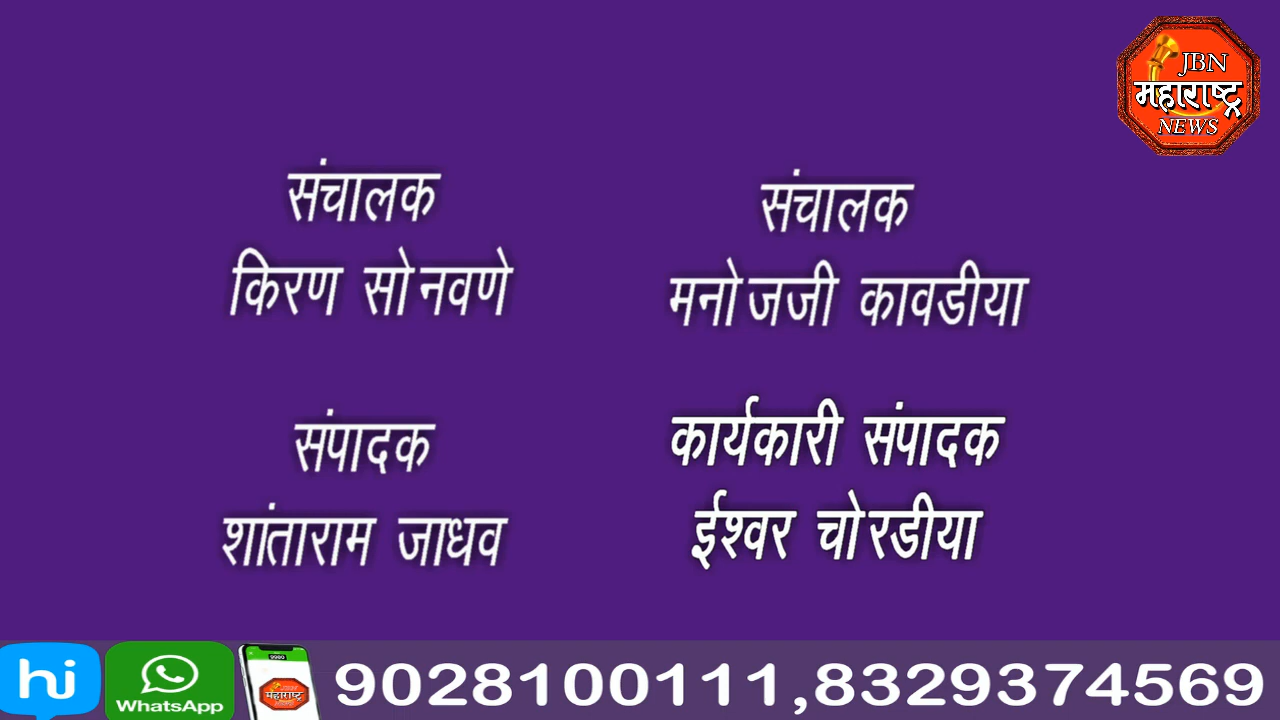 JBN
महाराष्ट्र
NEWS
संचालक
किरण सोनवणे
संचालक
मनोजजी कावडीया
संपादक
शांताराम जाधव
कार्यकारी संपादक
ईश्वर चोरडीया
hi
WhatsApp
महाराष्ट्र
9028100111,8329374569